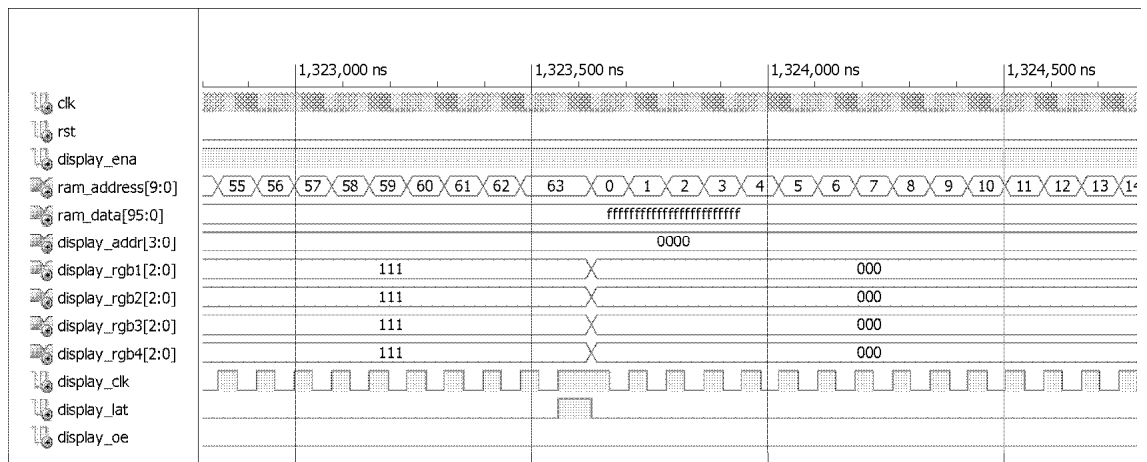 1,323,000 ns 1,323,500 ns 1,324,000 ns 1,324,500 ns
clk
rst
display_ena
ram_address[9:0] 55 56 57 58 59 60 61 62 63 0 1 2 3 4 5 6 7 8 9 10 11 12 13 14
ram_data[95:0] ffffffffffffffffffffffff
display_addr[3:0] 0000
display_rgb1[2:0] 111 000
display_rgb2[2:0] 111 000
display_rgb3[2:0] 111 000
display_rgb4[2:0] 111 000
display_clk
display_lat
display_oe